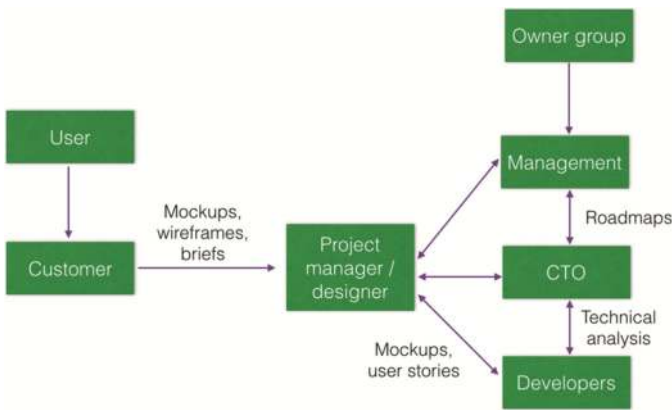 Owner group
User
Management
Mockups,
wireframes,
briefs
Roadmaps
Customer
Project
manager /
designer
CTO
Technical
analysis
Mockups,
user stories
Developers